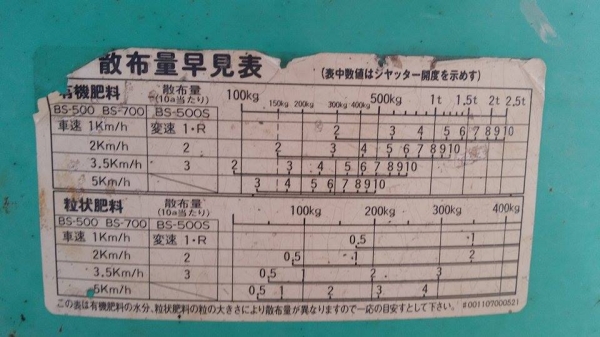 散布量早見表 (表中数値はシャッター開度を示めす)
有機肥料 散布量 (10a当たり) 100kg 150kg 200kg 300kg 400kg 500kg 1t 1.5t 2t 2.5t
BS-500 BS-700 BS-500S
車速 1Km/h 変速 1・R 2 3 4 5 6 7 8 9 10
2Km/h 2 2 3 4 5 6 7 8 9 10
3.5Km/h 3 2 3 4 5 6 7 8 9 10
5Km/h 3 4 5 6 7 8 9 10
粒状肥料 散布量 (10a当たり) 100kg 200kg 300kg 400kg
BS-500 BS-700 BS-500S
車速 1Km/h 変速 1・R 0.5 1
2Km/h 2 0.5 1 2
3.5Km/h 3 0.5 1 2 3
5Km/h 0.5 1 2 3 4
この表は有機肥料の水分、粒状肥料の粒の大きさにより散布量が異なりますので一応の目安として下さい。 #001107000521